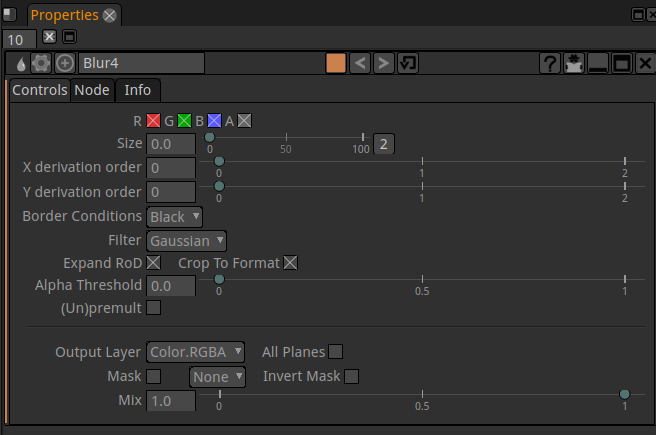 Properties
10
Blur4
?
Controls Node Info
R G B A
Size 0.0 0 50 100 2
X derivation order 0 0 1 2
Y derivation order 0 0 1 2
Border Conditions Black
Filter Gaussian
Expand RoD Crop To Format
Alpha Threshold 0.0 0 0.5 1
(Un)premult
Output Layer Color.RGBA All Planes
Mask None Invert Mask
Mix 1.0 0 0.5 1